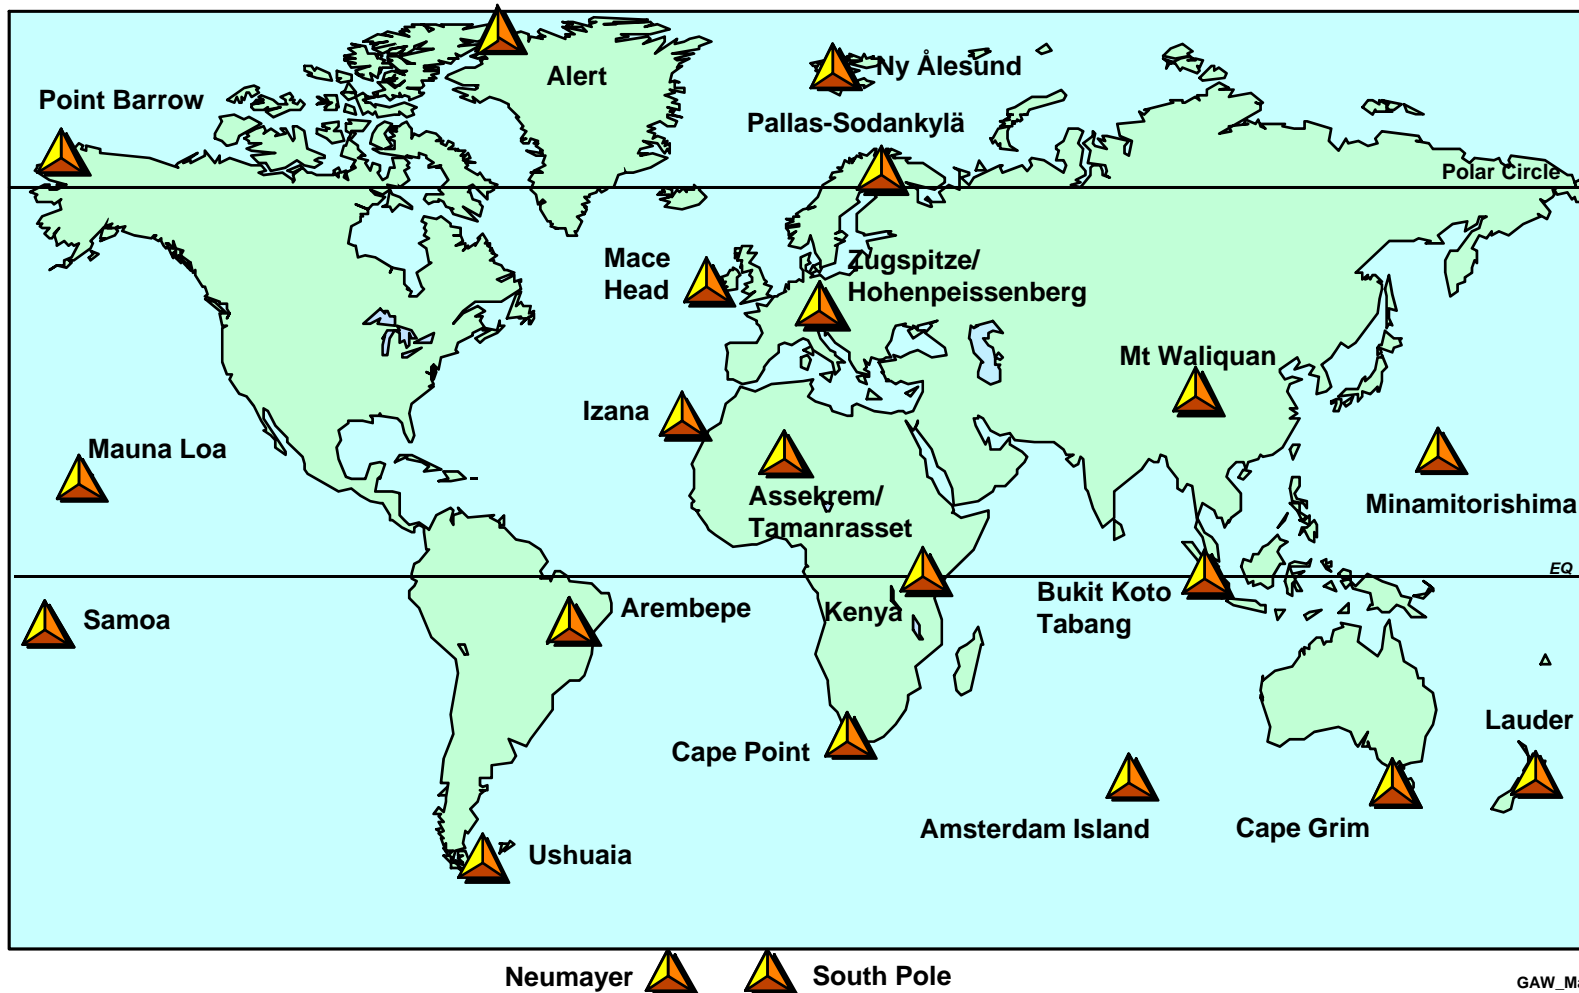 Alert
Ny Ålesund
Point Barrow
Pallas-Sodankylä
Polar Circle
Mace
Head
Zugspitze/
Hohenpeissenberg
Mt Waliquan
Izana
Mauna Loa
Assekrem/
Tamanrasset
Minamitorishima
EQ
Samoa
Arembepe
Kenya
Bukit Koto
Tabang
Lauder
Cape Point
Amsterdam Island
Cape Grim
Ushuaia
Neumayer
South Pole
GAW_Ma